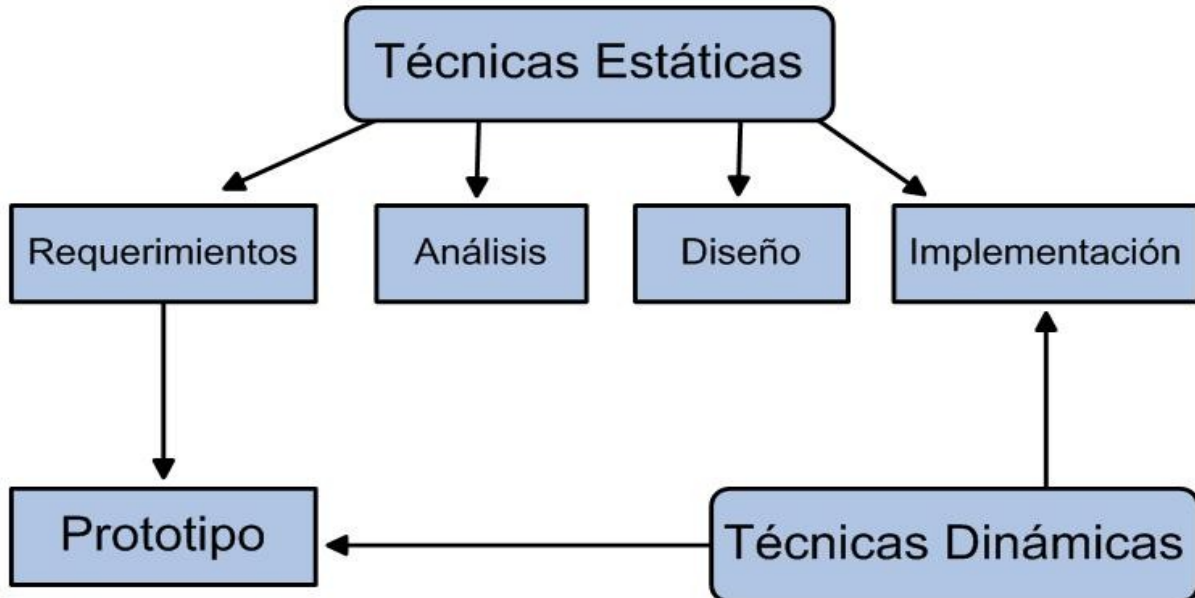 Técnicas Estáticas
Requerimientos
Análisis
Diseño
Implementación
Prototipo
Técnicas Dinámicas